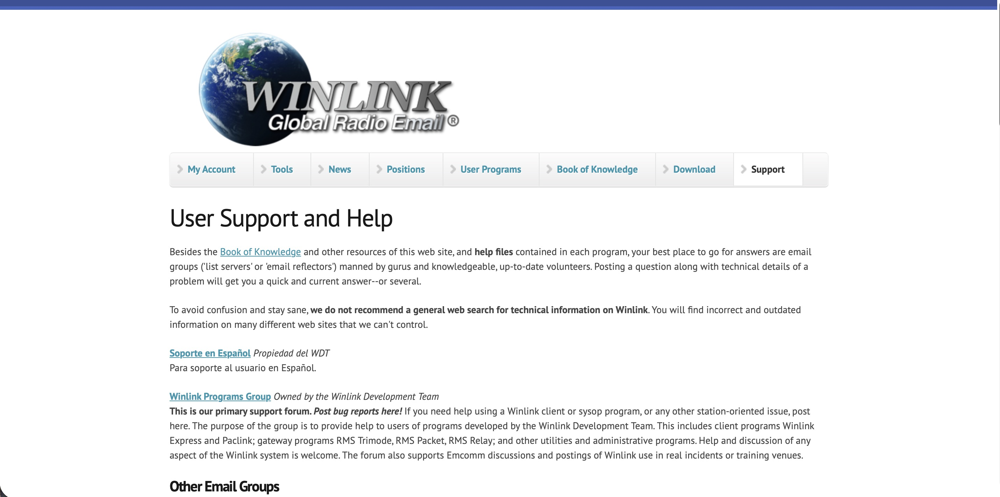 WINLINK
Global Radio Email ®
My Account
Tools
News
Positions
User Programs
Book of Knowledge
Download
Support
User Support and Help
Besides the Book of Knowledge and other resources of this web site, and help files contained in each program, your best place to go for answers are email
groups ('list servers' or 'email reflectors') manned by gurus and knowledgeable, up-to-date volunteers. Posting a question along with technical details of a
problem will get you a quick and current answer--or several.
To avoid confusion and stay sane, we do not recommend a general web search for technical information on Winlink. You will find incorrect and outdated
information on many different web sites that we can't control.
Soporte en Español Propiedad del WDT
Para soporte al usuario en Español.
Winlink Programs Group Owned by the Winlink Development Team
This is our primary support forum. Post bug reports here! If you need help using a Winlink client or sysop program, or any other station-oriented issue, post
here. The purpose of the group is to provide help to users of programs developed by the Winlink Development Team. This includes client programs Winlink
Express and Paclink; gateway programs RMS Trimode, RMS Packet, RMS Relay; and other utilities and administrative programs. Help and discussion of any
aspect of the Winlink system is welcome. The forum also supports Emcomm discussions and postings of Winlink use in real incidents or training venues.
Other Email Groups